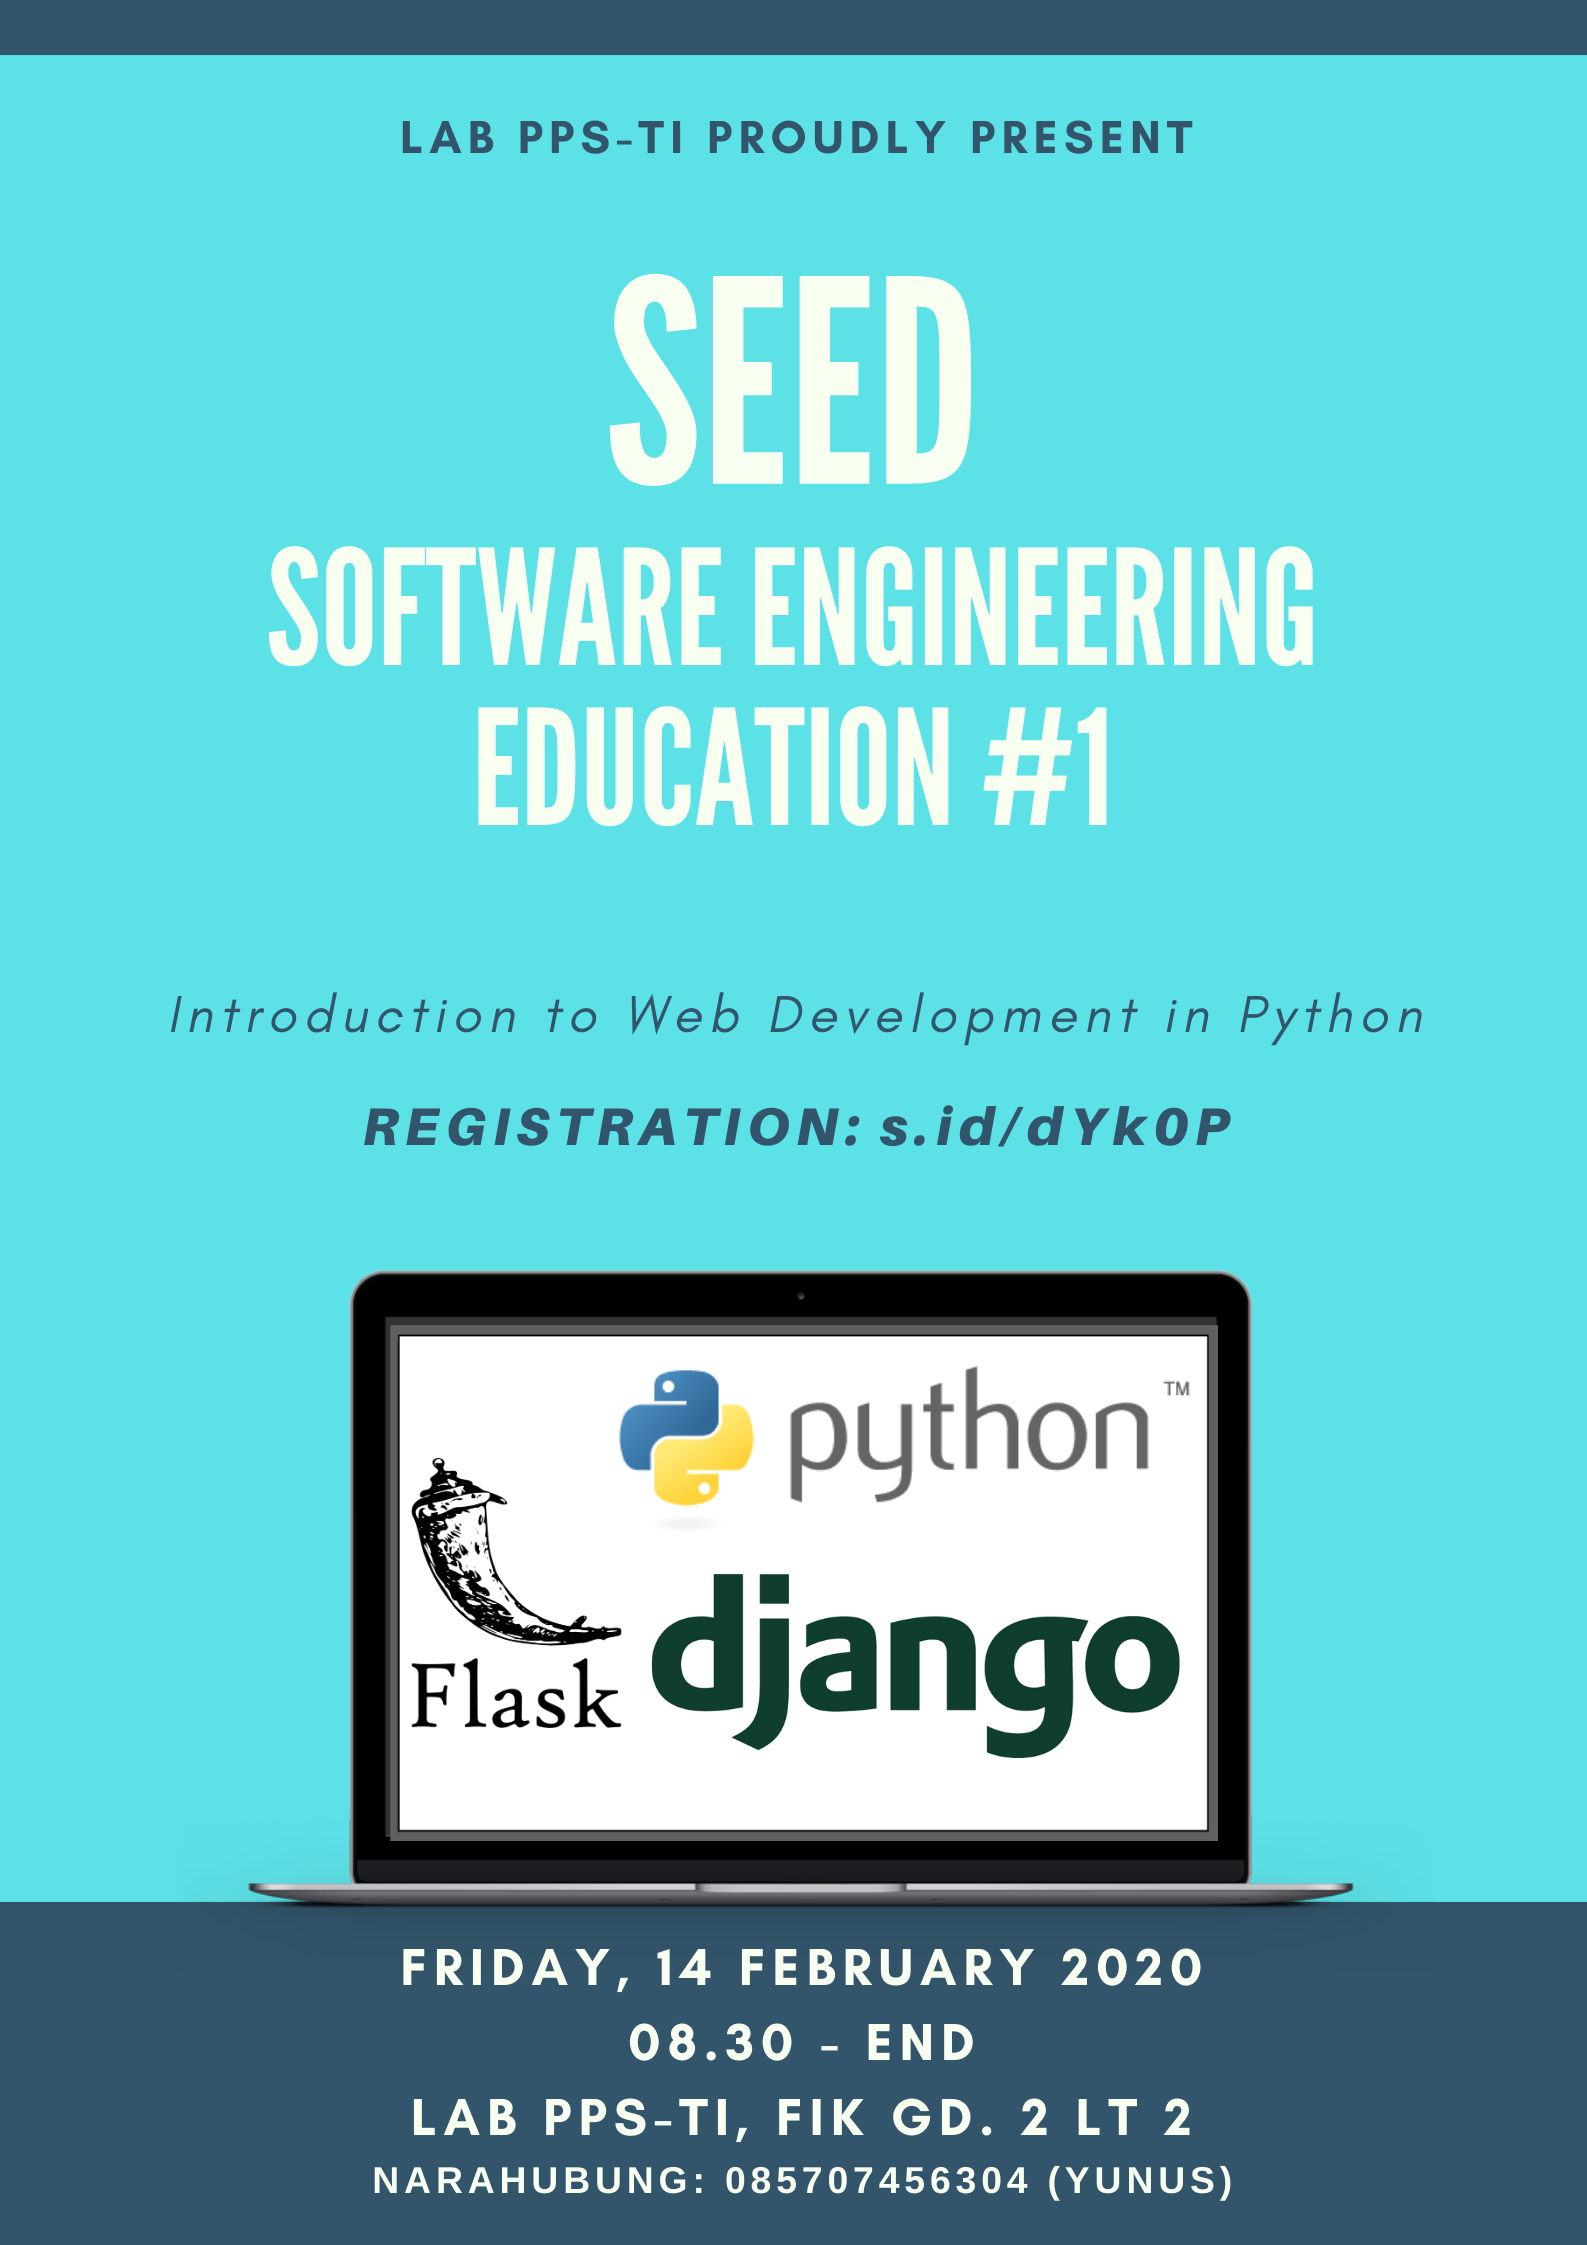 LAB PPS-TI PROUDLY PRESENT
SEED
SOFTWARE ENGINEERING
EDUCATION #1
Introduction to Web Development in Python
REGISTRATION: s.id/dYk0P
python TM
Flask
django
FRIDAY, 14 FEBRUARY 2020
08.30 - END
LAB PPS-TI, FIK GD. 2 LT 2
NARAHUBUNG: 085707456304 (YUNUS)